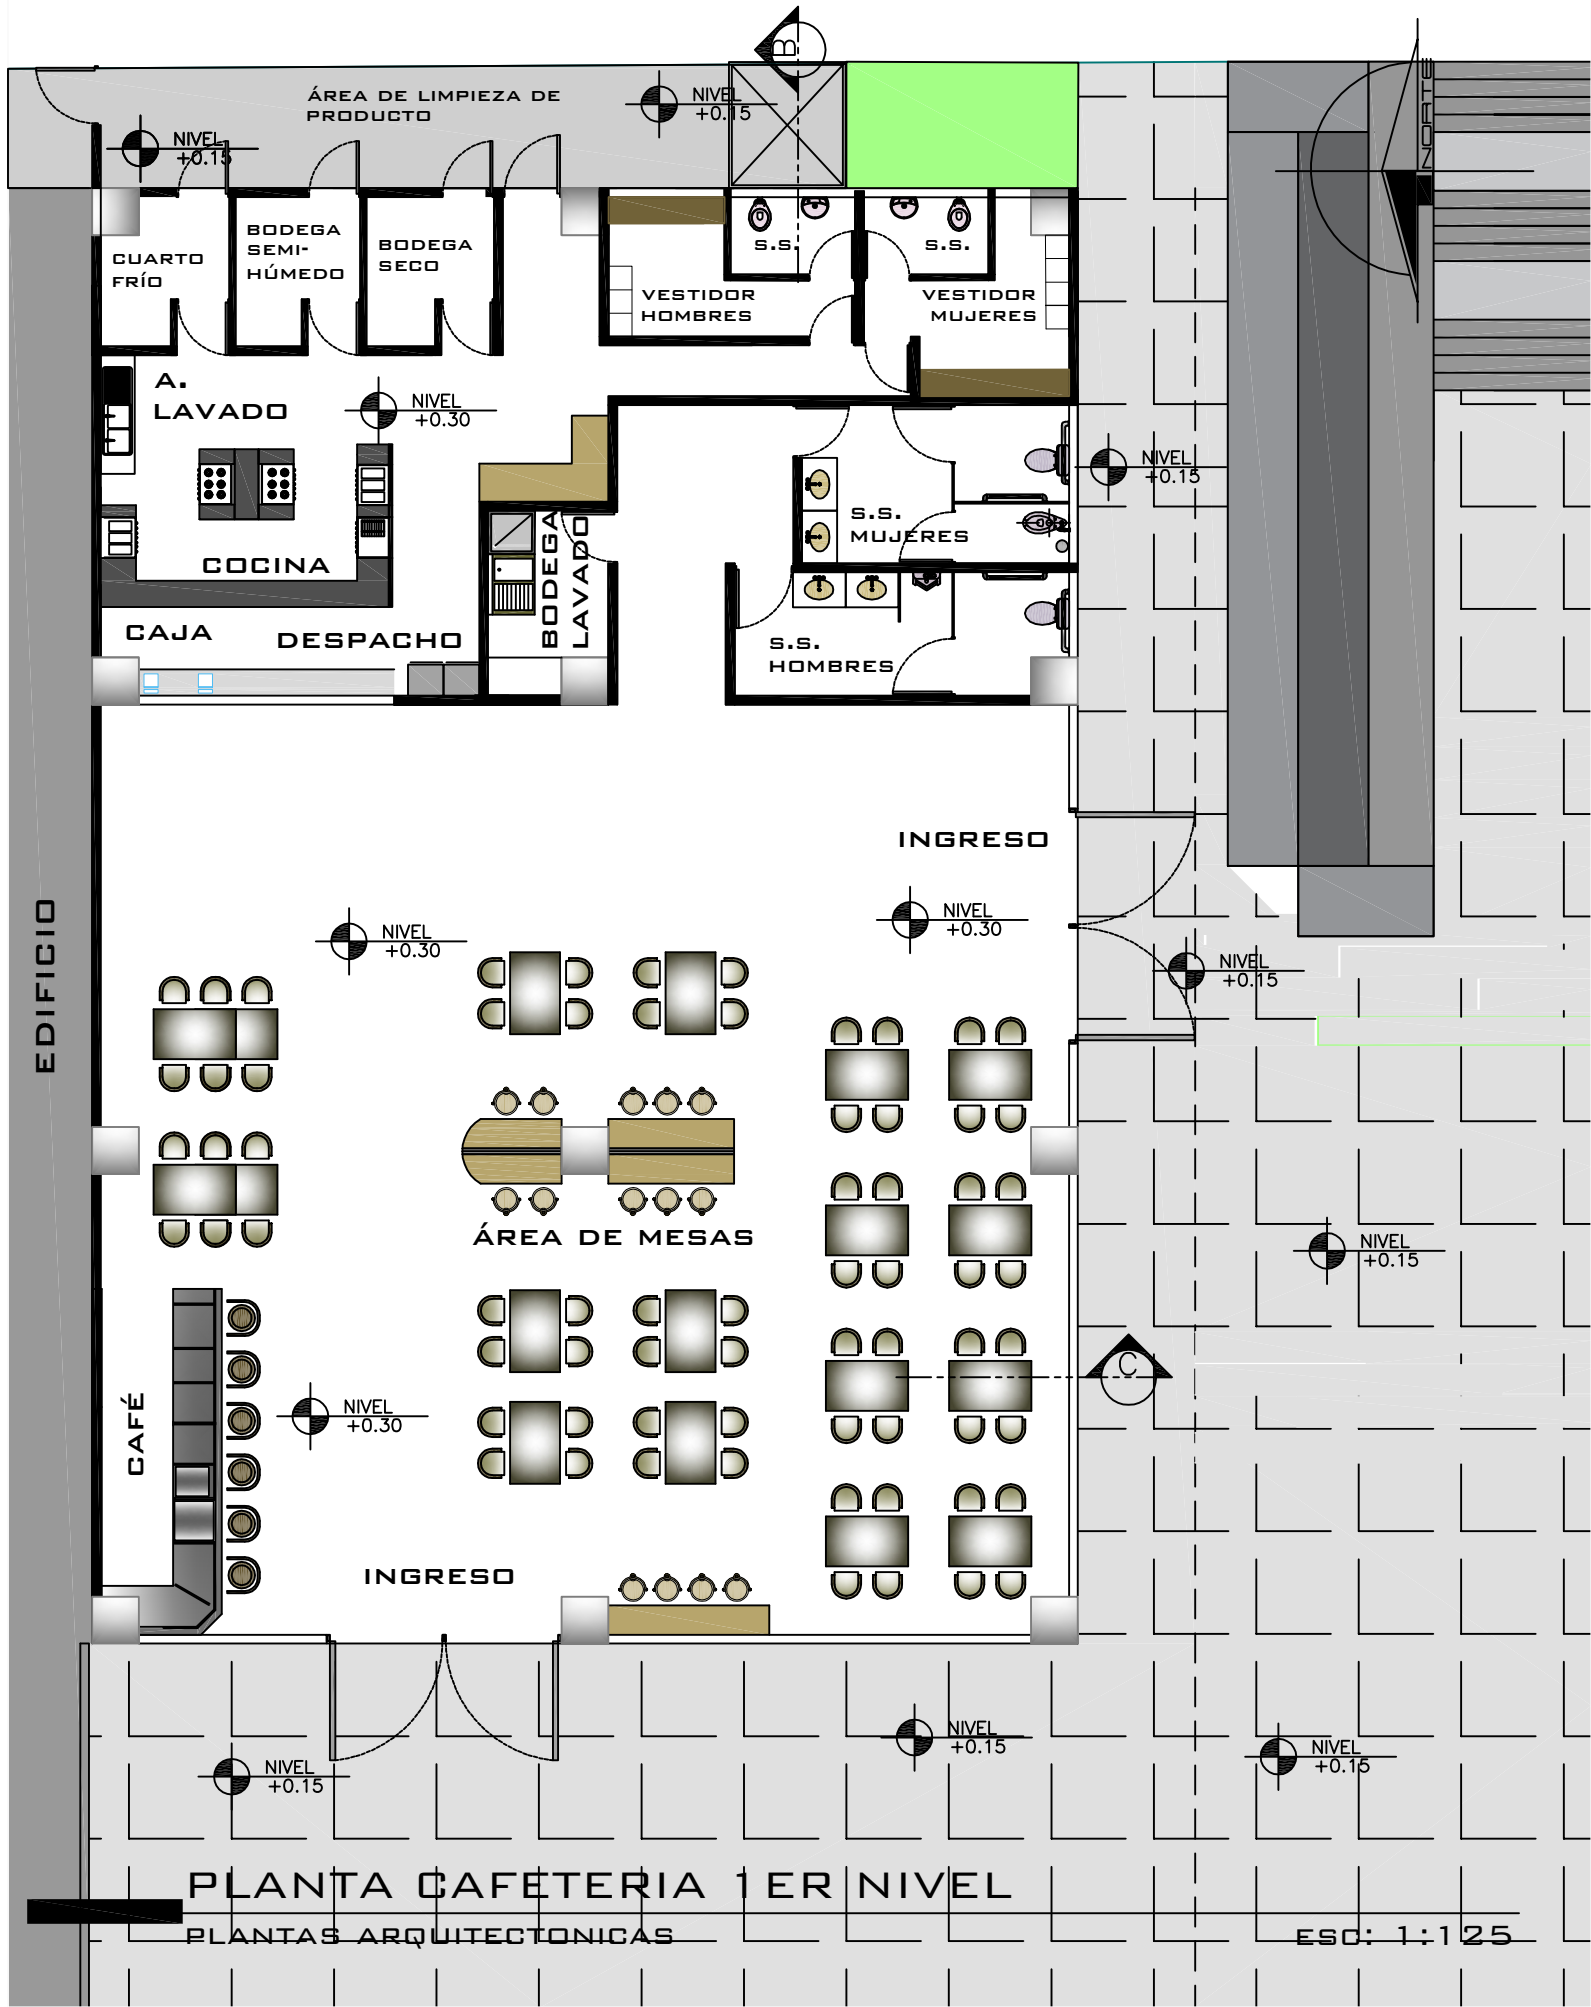 B
NORTE
ÁREA DE LIMPIEZA DE
PRODUCTO
NIVEL
+0.15
NIVEL
+0.15
CUARTO
FRÍO
BODEGA
SEMI-
HÚMEDO
BODEGA
SECO
S.S.
S.S.
VESTIDOR
HOMBRES
VESTIDOR
MUJERES
A.
LAVADO
NIVEL
+0.30
NIVEL
+0.15
S.S.
MUJERES
COCINA
BODEGA
LAVADO
CAJA
DESPACHO
S.S.
HOMBRES
INGRESO
NIVEL
+0.30
NIVEL
+0.30
NIVEL
+0.15
EDIFICIO
ÁREA DE MESAS
NIVEL
+0.15
C
CAFÉ
NIVEL
+0.30
INGRESO
NIVEL
+0.15
NIVEL
+0.15
NIVEL
+0.15
PLANTA CAFETERIA 1ER NIVEL
PLANTAS ARQUITECTONICAS
ESC: 1:125